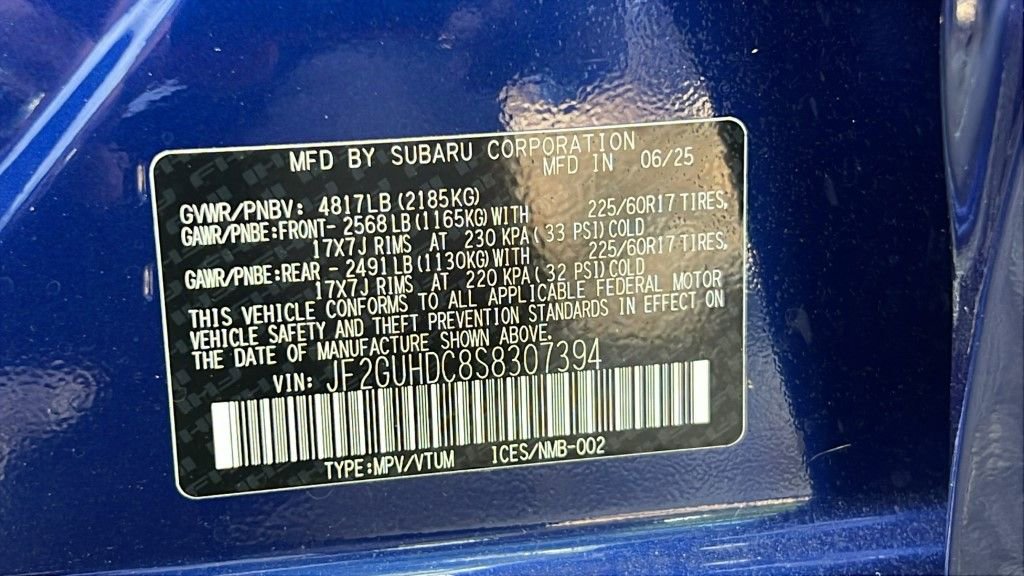 MFD BY SUBARU CORPORATION
MFD IN 06/25
GVWR/PNBV: 4817LB (2185KG)
GAWR/PNBE:FRONT- 2568LB (1165KG) WITH 225/60R17 TIRES,
17X7J RIMS AT 230 KPA ( 33 PSI) COLD
GAWR/PNBE:REAR - 2491LB (1130KG) WITH 225/60R17 TIRES,
17X7J RIMS AT 220 KPA ( 32 PSI) COLD
THIS VEHICLE CONFORMS TO ALL APPLICABLE FEDERAL MOTOR
VEHICLE SAFETY AND THEFT PREVENTION STANDARDS IN EFFECT ON
THE DATE OF MANUFACTURE SHOWN ABOVE.
VIN: JF2GUHDC8S8307394
TYPE:MPV/VTUM ICES/NMB-002